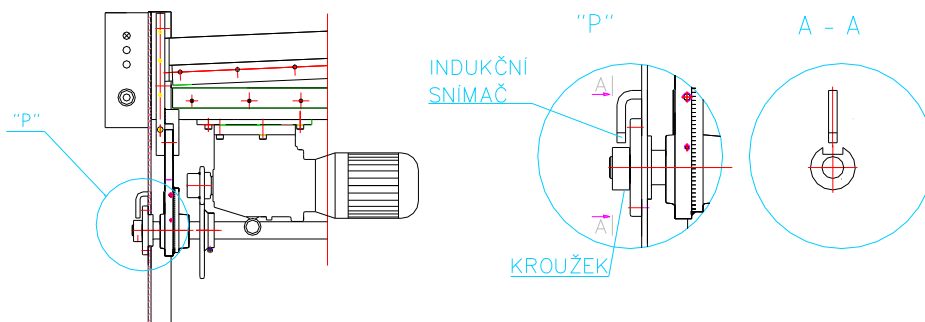 "P"
"P"
A - A
INDUKČNÍ
SNÍMAČ
A
A
KROUŽEK